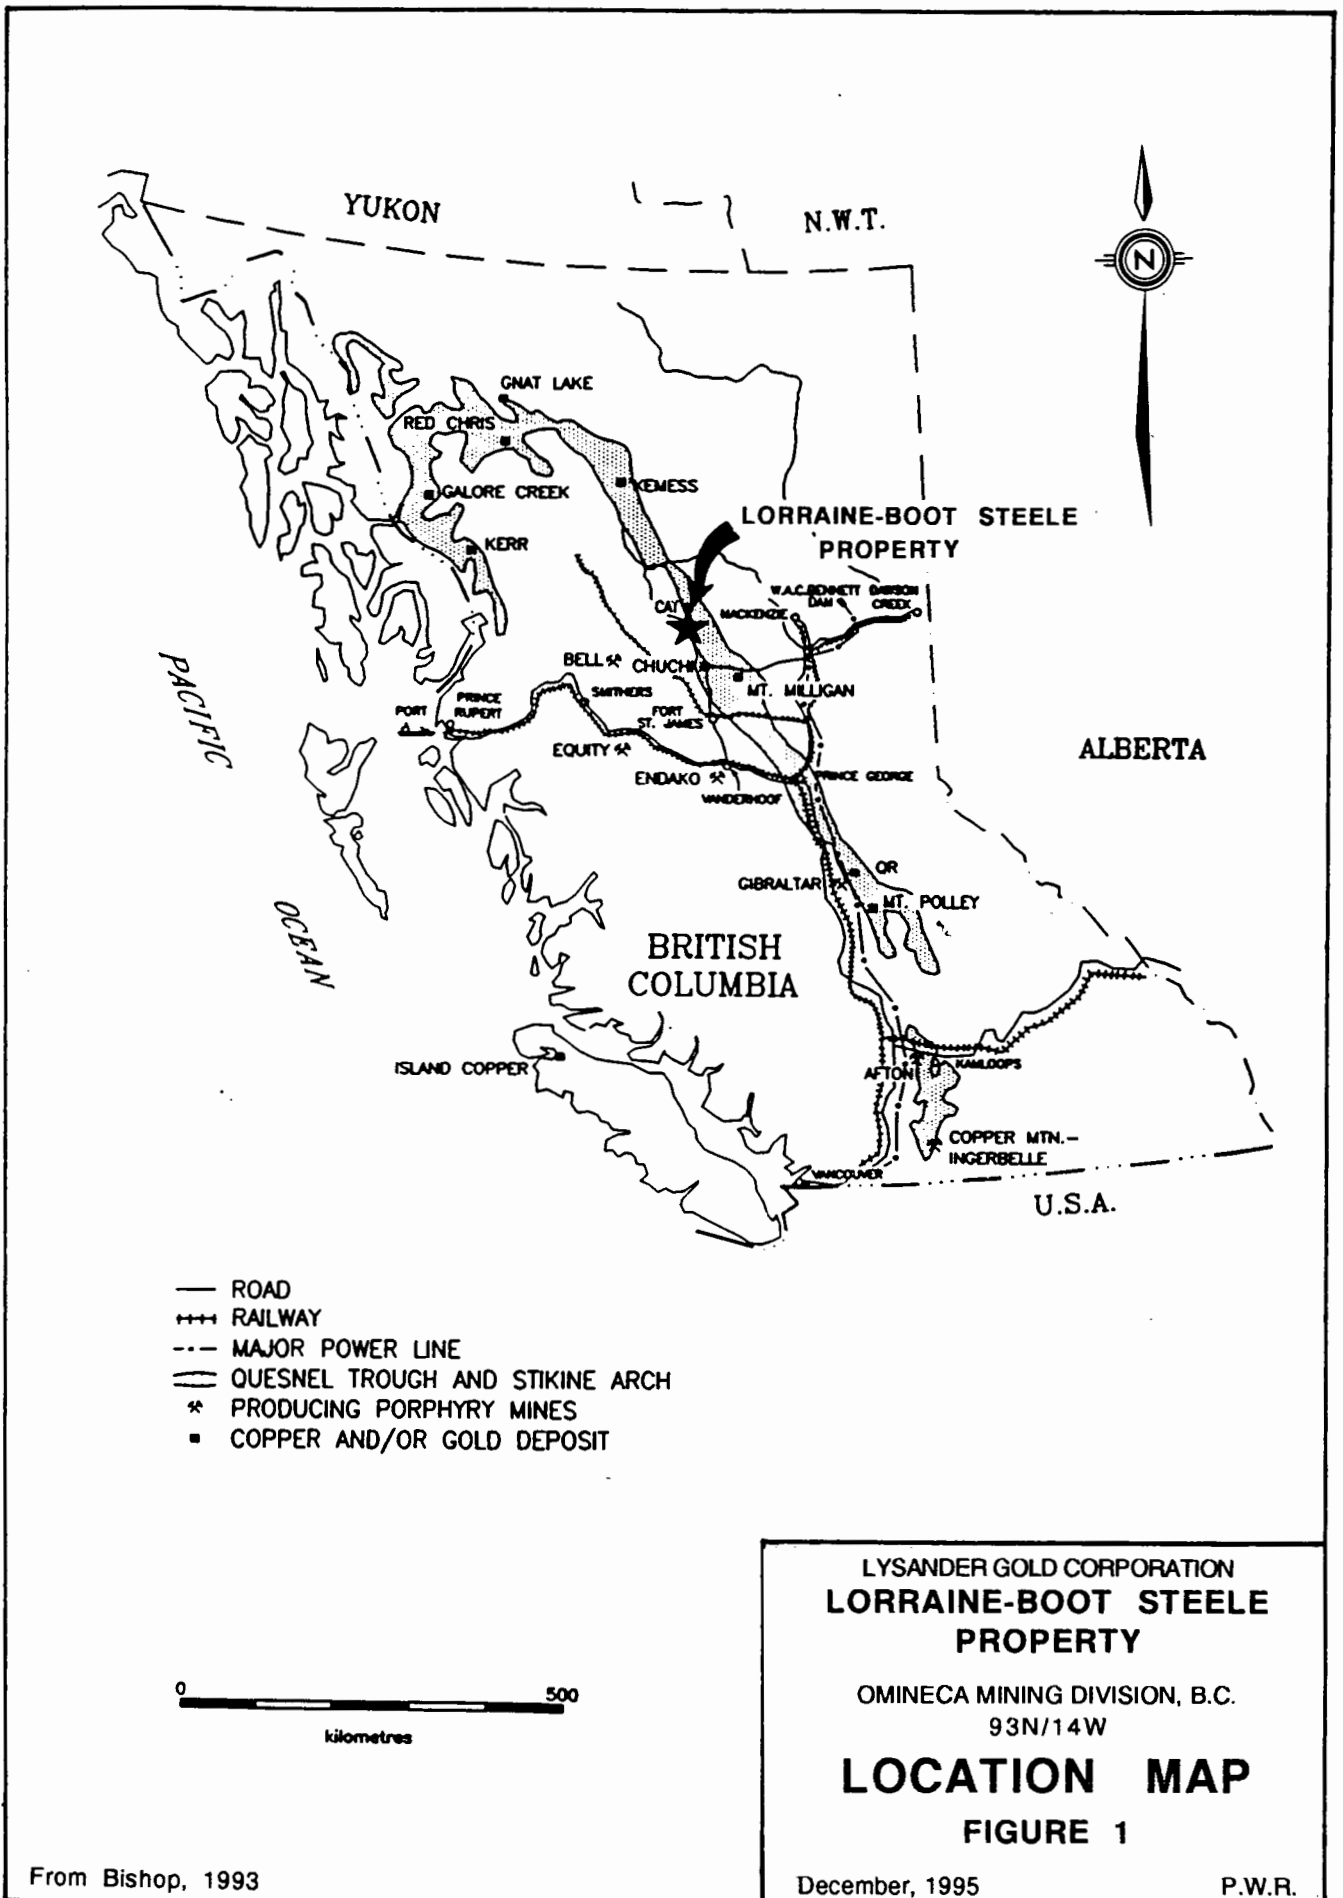 YUKON
N.W.T.
N
GNAT LAKE
RED CHRIS
KEMESS
GALORE CREEK
LORRAINE-BOOT STEELE
PROPERTY
KERR
W.A.C. BENNETT
DAM
DAWSON
CREEK
CAT
MACKENZIE
BELL
CHUCHI
SMITHERS
MT. MILLIGAN
PRINCE
RUPERT
PORT
FORT
ST. JAMES
PACIFIC
OCEAN
EQUITY
ENDAKO
VANDERHOOF
PRINCE GEORGE
ALBERTA
QR
GIBRALTAR
MT. POLLEY
BRITISH
COLUMBIA
ISLAND COPPER
AFTON
KAMLOOPS
COPPER MTN.-
INGERBELLE
VANCOUVER
U.S.A.
ROAD
RAILWAY
MAJOR POWER LINE
QUESNEL TROUGH AND STIKINE ARCH
PRODUCING PORPHYRY MINES
COPPER AND/OR GOLD DEPOSIT
0 500
kilometres
LYSANDER GOLD CORPORATION
LORRAINE-BOOT STEELE
PROPERTY
OMINECA MINING DIVISION, B.C.
93N/14W
LOCATION MAP
FIGURE 1
December, 1995 P.W.R.
From Bishop, 1993